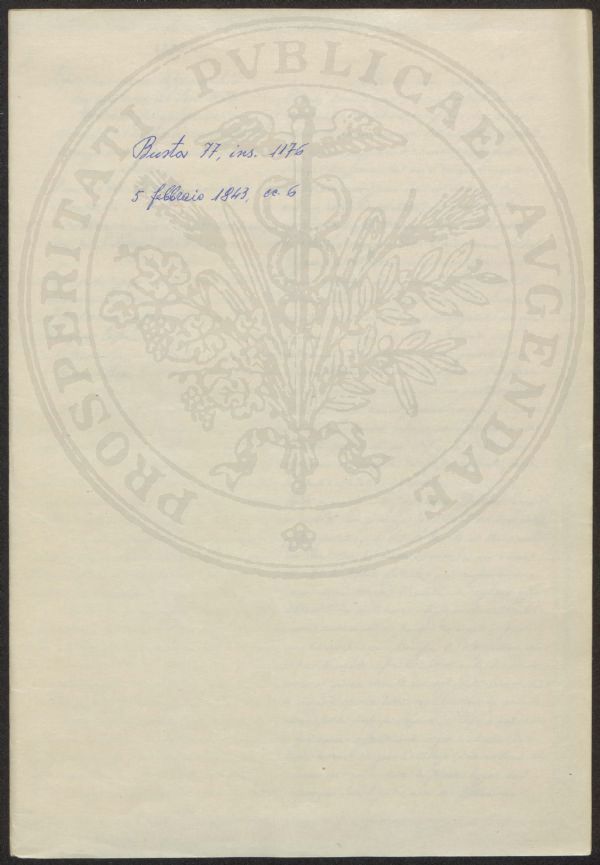 Busta 77, ins. 1176
5 febbraio 1843, cc 6
PROSPERITATI PVBLICAE AVGENDAE